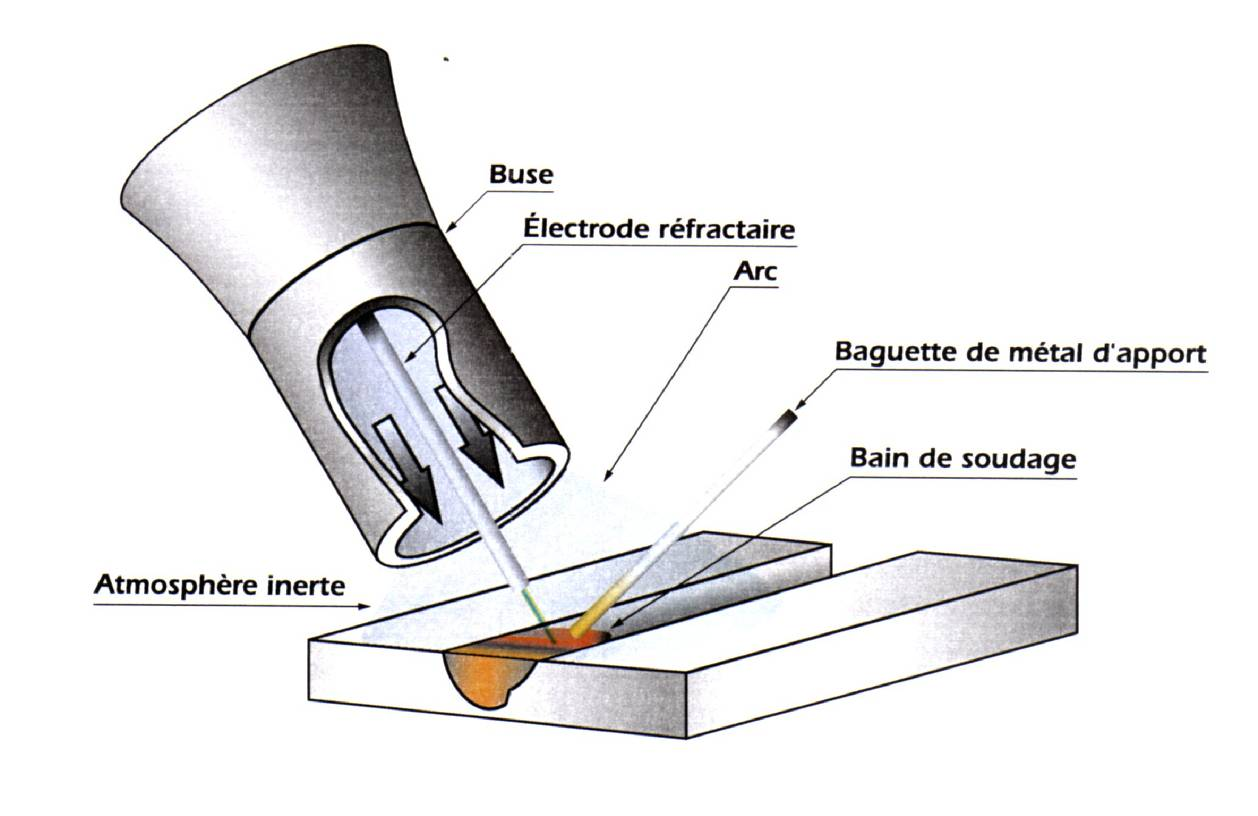 Buse
Électrode réfractaire
Arc
Baguette de métal d'apport
Bain de soudage
Atmosphère inerte